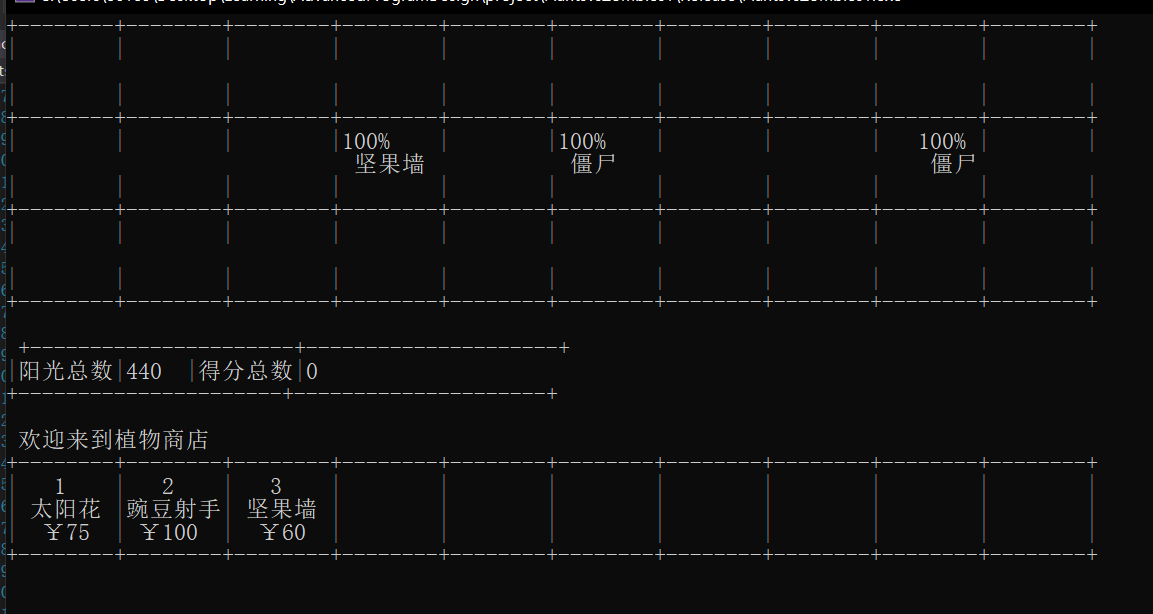 100% 100% 100%
坚果墙 僵尸 僵尸
阳光总数 440 得分总数 0
欢迎来到植物商店
1 2 3
太阳花 豌豆射手 坚果墙
￥75 ￥100 ￥60